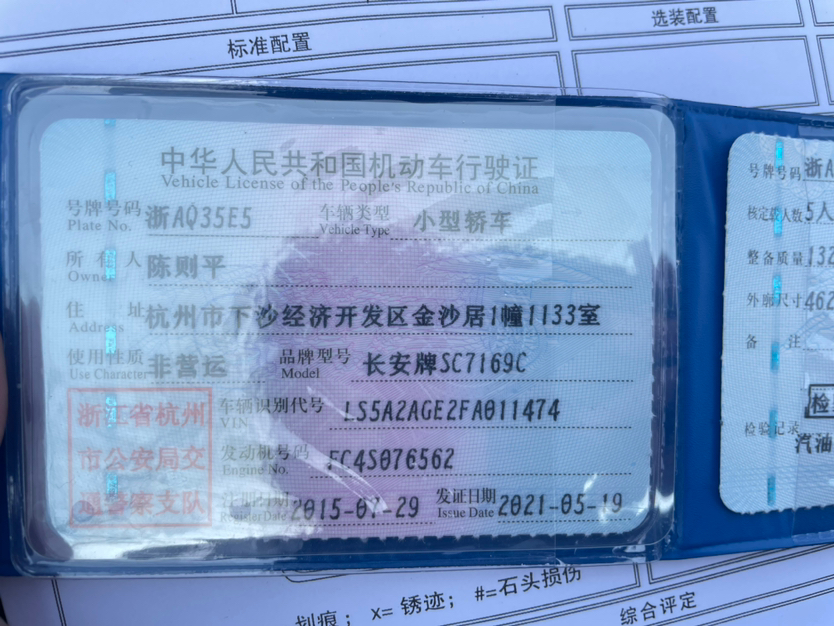 选装配置
标准配置
中华人民共和国机动车行驶证
Vehicle License of the People's Republic of China
号牌号码 浙AQ35E5 车辆类型 小型轿车
Plate No. Vehicle Type
所有人 陈则平
Owner
住址 杭州市下沙经济开发区金沙居1幢1133室
Address
使用性质 非营运 品牌型号 长安牌SC7169C
Use Character Model
浙江省杭州
市公安局交
通警察支队
车辆识别代号 LS5A2AGE2FA011474
VIN
发动机号码 FC4S076562
Engine No.
注册日期 2015-07-29 发证日期 2021-05-19
Register Date Issue Date
号牌号码 浙A
核定载人数 5人
整备质量 132
外廓尺寸 462
备注
检验记录
汽油
划痕； x= 锈迹； #=石头损伤
综合评定